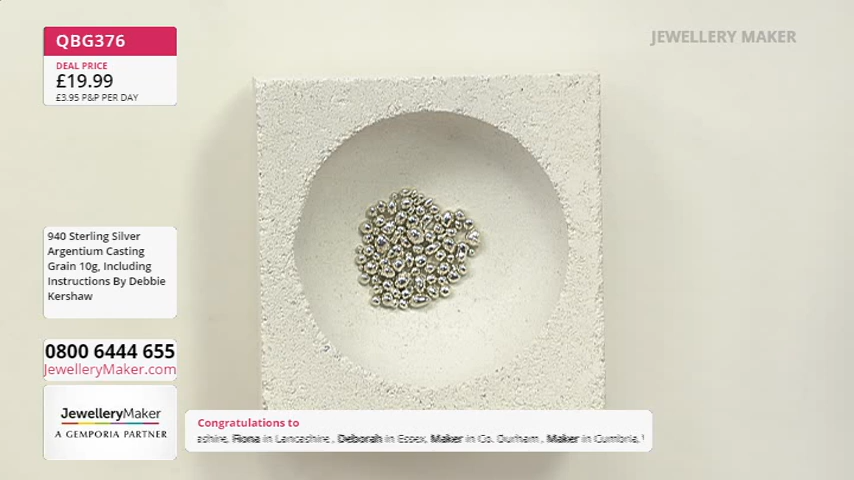 QBG376
DEAL PRICE
£19.99
£3.95 P&P PER DAY
JEWELLERY MAKER
940 Sterling Silver
Argentium Casting
Grain 10g, Including
Instructions By Debbie
Kershaw
0800 6444 655
JewelleryMaker.com
JewelleryMaker
A GEMPORIA PARTNER
Congratulations to
ashire, Fiona in Lancashire, Deborah in Essex, Maker in Co. Durham, Maker in Cumbria,